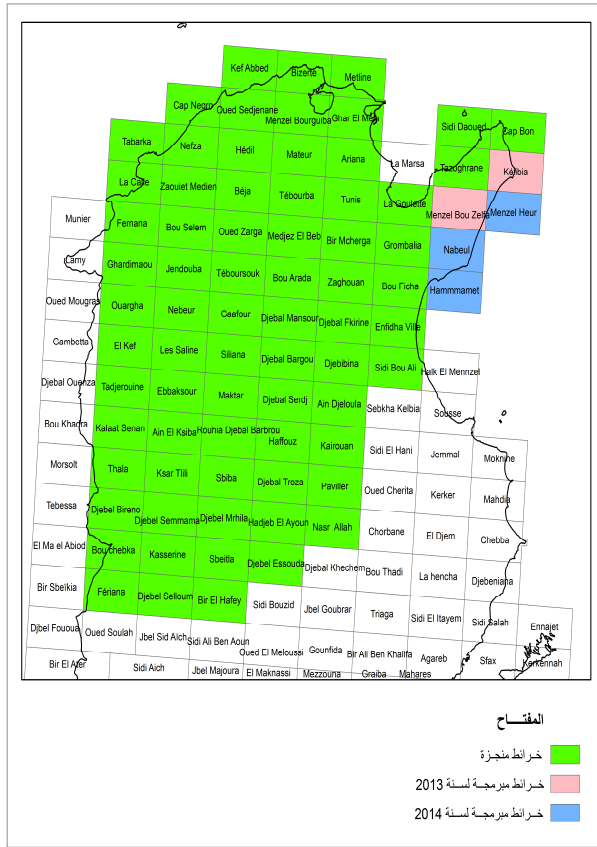 Kef Abbed
Bizerte
Metline
Cap Negro
Oued Sedjenane
Menzel Bourguiba
Ghar El Melh
Sidi Daoued
Cap Bon
Tabarka
Nefza
Hédil
Mateur
Ariana
La Marsa
Tazoghrane
Kelibia
La Calle
Zaouiet Medien
Béja
Tébourba
Tunis
La Goulette
Menzel Bou Zelfa
Menzel Heur
Munier
Fernana
Bou Selem
Oued Zarga
Medjez El Beb
Bir Mcherga
Grombalia
Nabeul
Lamy
Ghardimaou
Jendouba
Téboursouk
Bou Arada
Zaghouan
Bou Ficha
Hammmamet
Oued Mougras
Ouargha
Nebeur
Gaafour
Djebel Mansour
Djebel Fkirine
Enfidha Ville
Gambetta
El Kef
Les Saline
Siliana
Djebel Bargou
Djebibina
Sidi Bou Ali
Halk El Mennzel
Djebal Ouenza
Tadjerouine
Ebbaksour
Maktar
Djebal Serdj
Ain Djeloula
Sebkha Kelbia
Sousse
Bou Khadra
Kalaat Senan
Ain El Ksiba
Rouhia Djebal Barbrou
Haffouz
Kairouan
Sidi El Hani
Jemmal
Moknine
Morsolt
Thala
Ksar Tlili
Sbiba
Djebal Troza
Pavillier
Oued Cherita
Kerker
Mahdia
Tebessa
Djebel Bireno
Djebel Semmama
Djebel Mrhila
Hadjeb El Ayoun
Nasr Allah
Chorbane
El Djem
Chebba
El Ma el Abiod
Bou chebka
Kasserine
Sbeitla
Djebel Essouda
Djebal Khechem
Bou Thadi
La hencha
Djebeniana
Bir Sbeikia
Fériana
Djebel Selloum
Bir El Hafey
Sidi Bouzid
Jbel Goubrar
Triaga
Sidi El Itayem
Sidi Salah
Ennajet
Djbel Fououa
Oued Soulah
Jbel Sid Aich
Sidi Ali Ben Aoun
Oued El Meloussi
Gounfida
Bir Ali Ben Khalifa
Agareb
Sfax
Kerkennah
Bir El Ater
Sidi Aich
Jbel Majoura
El Maknassi
Mezzouna
Graiba
Mahares
المفتـــاح
خـرائط منجـزة
خـرائط مبرمجـة لسـنة 2013
خـرائط مبرمجـة لسـنة 2014